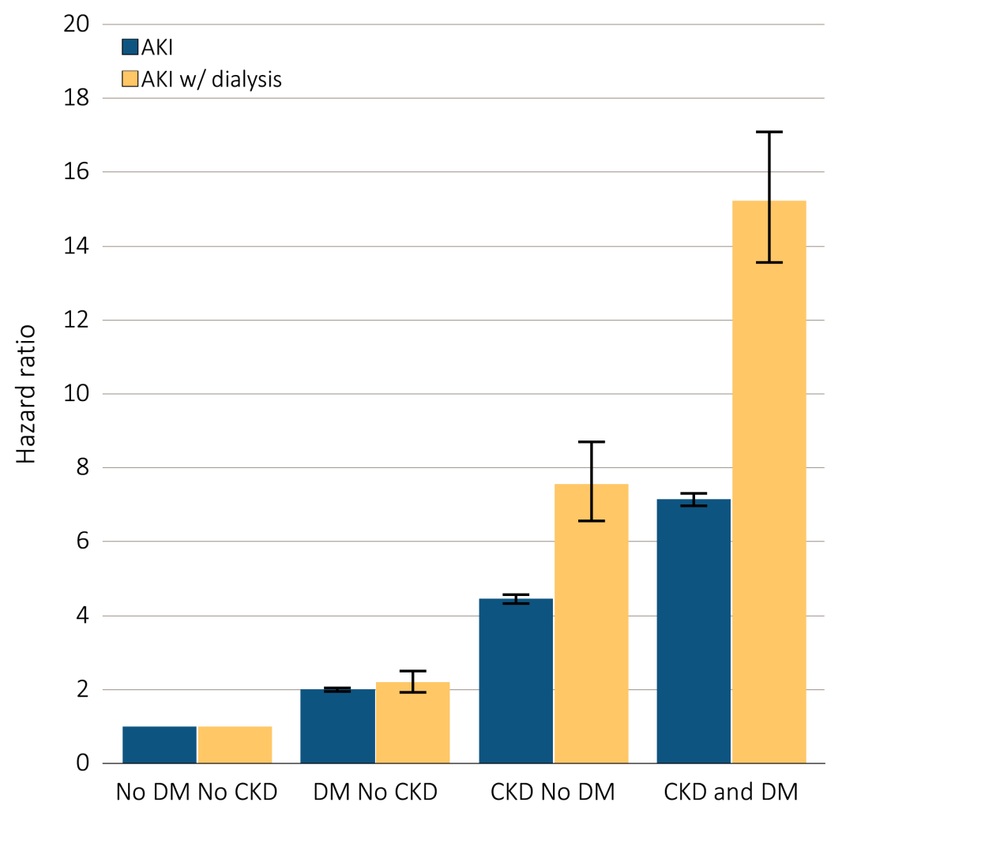 20
AKI
AKI w/ dialysis
18
16
14
12
10
8
6
4
2
0
Hazard ratio
No DM No CKD
DM No CKD
CKD No DM
CKD and DM